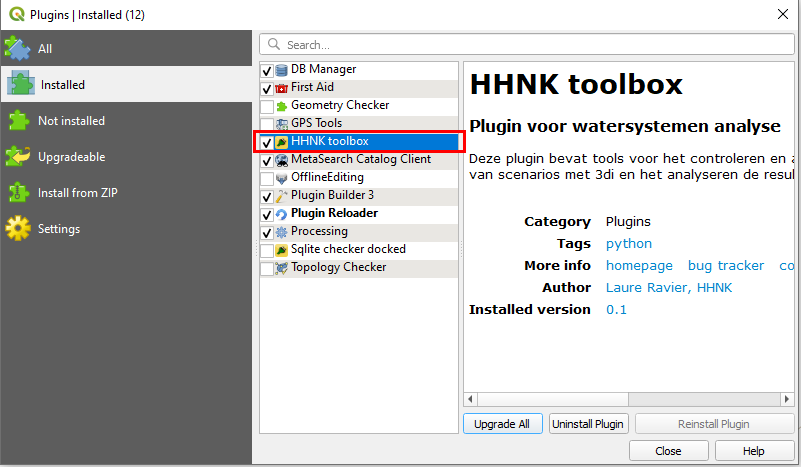 Plugins | Installed (12)
All
Installed
Not installed
Upgradeable
Install from ZIP
Settings
Search...
DB Manager
First Aid
Geometry Checker
GPS Tools
HHNK toolbox
MetaSearch Catalog Client
OfflineEditing
Plugin Builder 3
Plugin Reloader
Processing
Sqlite checker docked
Topology Checker
HHNK toolbox
Plugin voor watersystemen analyse
Deze plugin bevat tools voor het controleren en a
van scenarios met 3di en het analyseren de resul
Category Plugins
Tags python
More info homepage bug tracker co
Author Laure Ravier, HHNK
Installed version 0.1
Upgrade All Uninstall Plugin Reinstall Plugin
Close Help